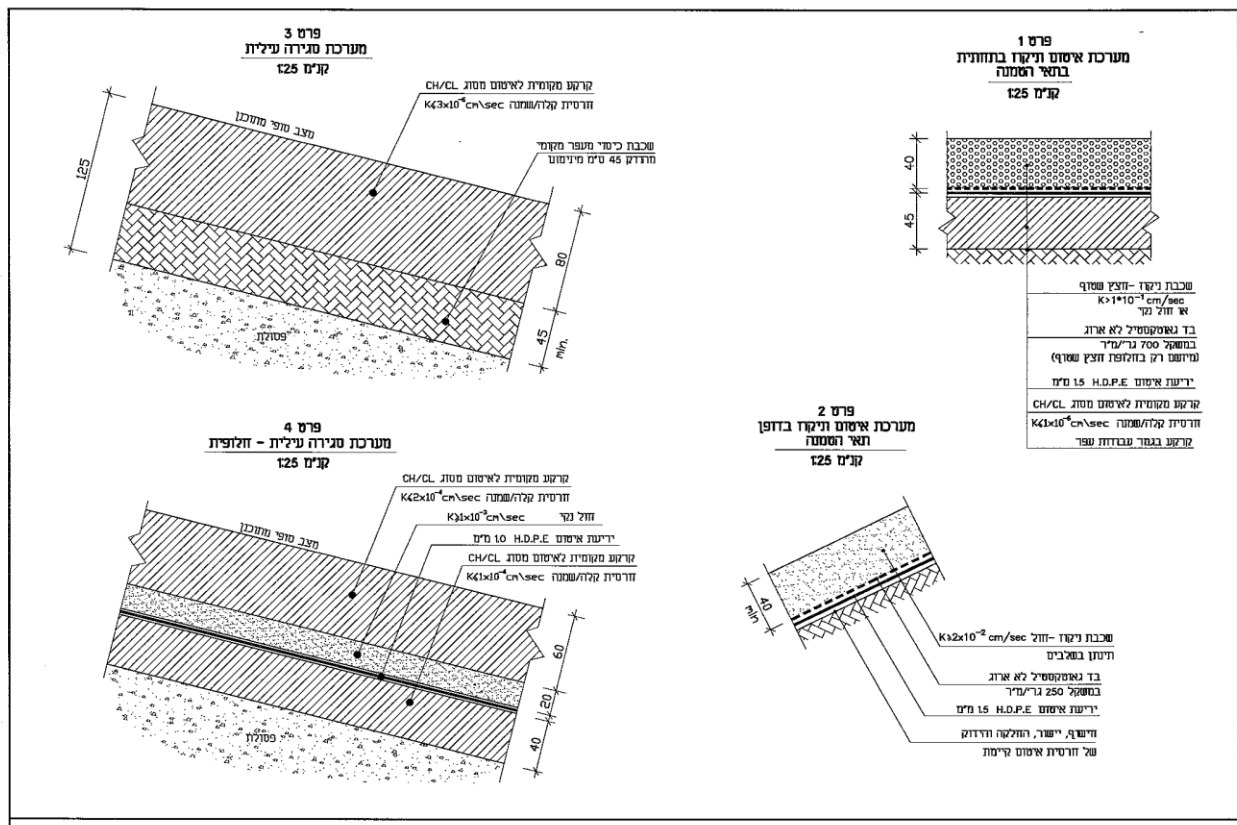 פרט 3
מערכת סגירה עילית
קנ"מ 1:25
קרקע מקומית לאיטום מסוג CH/CL
חרסית קלה/שמנה K≤3x10⁻⁶cm\sec
שכבת כיסוי מעפר מקומי
מהודק 45 ס"מ מינימום
מצב סופי מתוכנן
125
80
45
min.
פסולת
פרט 1
מערכת איטום וניקוז בתחתית
בתאי הטמנה
קנ"מ 1:25
40
45
שכבת ניקוז -חצץ שטוף
K>1*10⁻¹ cm/sec
או חול נקי
בד גאוטקסטיל לא ארוג
במשקל 700 גר'/מ"ר
(מיושם רק בחלופת חצץ שטוף)
יריעת איטום H.D.P.E 1.5 מ"מ
קרקע מקומית לאיטום מסוג CH/CL
חרסית קלה/שמנה K≤1x10⁻⁶cm\sec
קרקע בגמר עבודות עפר
פרט 4
מערכת סגירה עילית - חלופית
קנ"מ 1:25
קרקע מקומית לאיטום מסוג CH/CL
חרסית קלה/שמנה K≤2x10⁻⁴cm\sec
חול נקי K≥1x10⁻³cm\sec
יריעת איטום H.D.P.E 1.0 מ"מ
קרקע מקומית לאיטום מסוג CH/CL
חרסית קלה/שמנה K≤1x10⁻⁴cm\sec
מצב סופי מתוכנן
60
20
40
פסולת
פרט 2
מערכת איטום וניקוז בדופן
תאי הטמנה
קנ"מ 1:25
40
min
שכבת ניקוז -חול K≥2x10⁻² cm/sec
תינתן בשלבים
בד גאוטקסטיל לא ארוג
במשקל 250 גר'/מ"ר
יריעת איטום H.D.P.E 1.5 מ"מ
חישוף, יישור, החלקה והידוק
של חרסית איטום קיימת